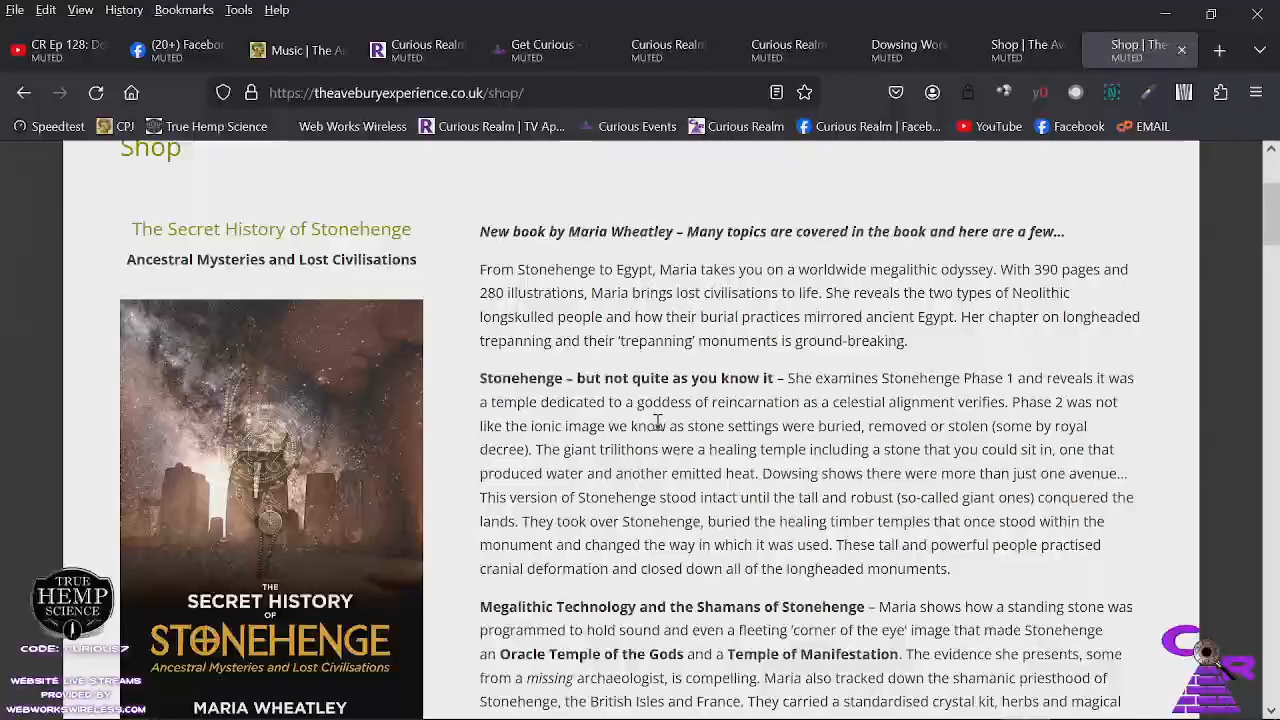 File Edit View History Bookmarks Tools Help
CR Ep 128: De
MUTED
(20+) Facebo
MUTED
Music | The A
MUTED
Curious Realm
MUTED
Get Curious -
MUTED
Curious Realm
MUTED
Curious Realm
MUTED
Dowsing Wor
MUTED
Shop | The Av
MUTED
Shop | The
MUTED
https://theaveburyexperience.co.uk/shop/
Speedtest CPJ True Hemp Science Web Works Wireless Curious Realm | TV Ap... Curious Events Curious Realm Curious Realm | Faceb... YouTube Facebook EMAIL
Shop
The Secret History of Stonehenge
Ancestral Mysteries and Lost Civilisations
THE
SECRET HISTORY
OF
STONEHENGE
Ancestral Mysteries and Lost Civilisations
MARIA WHEATLEY
New book by Maria Wheatley – Many topics are covered in the book and here are a few…
From Stonehenge to Egypt, Maria takes you on a worldwide megalithic odyssey. With 390 pages and
280 illustrations, Maria brings lost civilisations to life. She reveals the two types of Neolithic
longskulled people and how their burial practices mirrored ancient Egypt. Her chapter on longheaded
trepanning and their ‘trepanning’ monuments is ground-breaking.
Stonehenge – but not quite as you know it – She examines Stonehenge Phase 1 and reveals it was
a temple dedicated to a goddess of reincarnation as a celestial alignment verifies. Phase 2 was not
like the ionic image we know as stone settings were buried, removed or stolen (some by royal
decree). The giant trilithons were a healing temple including a stone that you could sit in, one that
produced water and another emitted heat. Dowsing shows there were more than just one avenue…
This version of Stonehenge stood intact until the tall and robust (so-called giant ones) conquered the
lands. They took over Stonehenge, buried the healing timber temples that once stood within the
monument and changed the way in which it was used. These tall and powerful people practised
cranial deformation and closed down all of the longheaded monuments.
Megalithic Technology and the Shamans of Stonehenge – Maria shows how a standing stone was
programmed to hold sound and even a fleeting ‘corner of the eye’ image that made Stonehenge
an Oracle Temple of the Gods and a Temple of Manifestation. The evidence she presents, some
from a missing archaeologist, is compelling. Maria also tracked down the shamanic priesthood of
Stonehenge, the British Isles and France. They carried a standardised crystal kit, herbs and magical
TRUE
HEMP
SCIENCE
CODE: CURIOUS7
WEBSITE LIVE STREAMS
PROVIDED BY
WEBWORKSWIRELESS.COM
C R